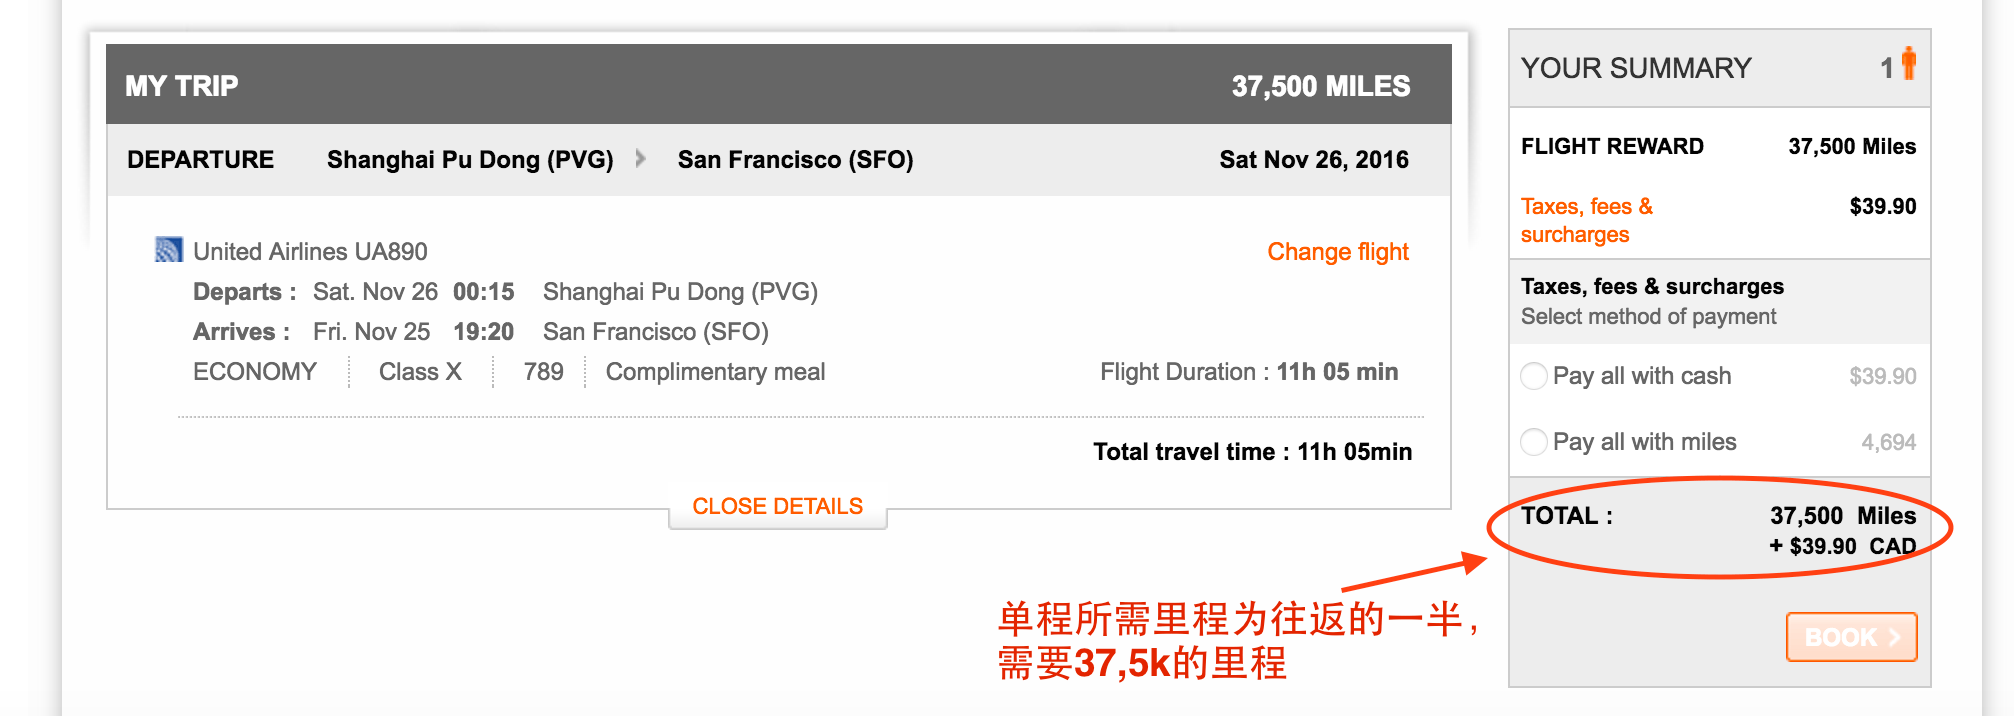 MY TRIP 37,500 MILES
DEPARTURE Shanghai Pu Dong (PVG) San Francisco (SFO) Sat Nov 26, 2016
United Airlines UA890 Change flight
Departs : Sat. Nov 26 00:15 Shanghai Pu Dong (PVG)
Arrives : Fri. Nov 25 19:20 San Francisco (SFO)
ECONOMY Class X 789 Complimentary meal Flight Duration : 11h 05 min
Total travel time : 11h 05min
CLOSE DETAILS
YOUR SUMMARY 1
FLIGHT REWARD 37,500 Miles
Taxes, fees & $39.90
surcharges
Taxes, fees & surcharges
Select method of payment
Pay all with cash $39.90
Pay all with miles 4,694
TOTAL : 37,500 Miles
+ $39.90 CAD
单程所需里程为往返的一半，
需要37,5k的里程
BOOK